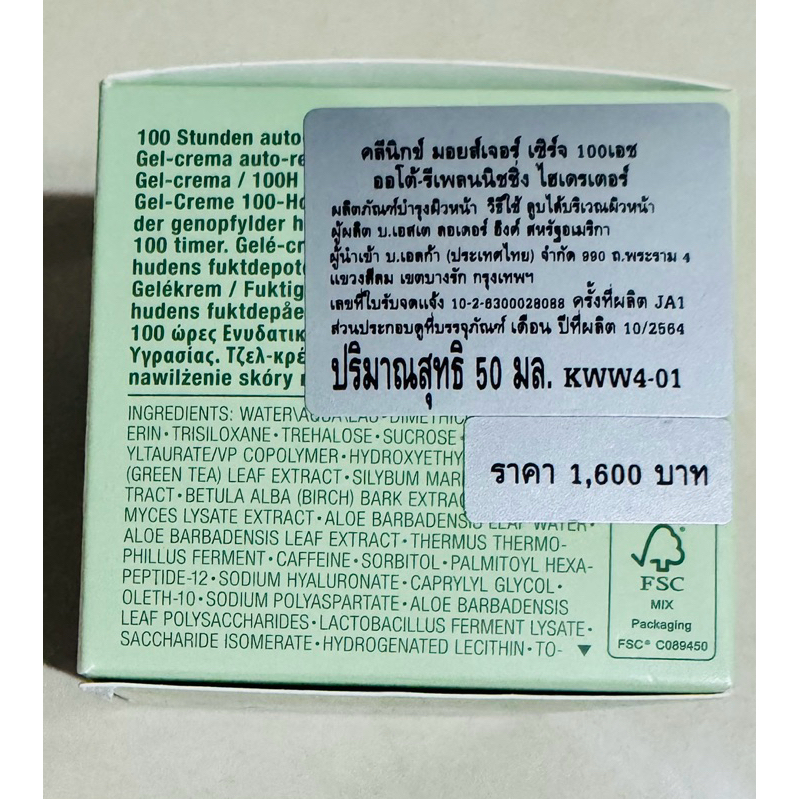 100 Stunden auto-
Gel-crema auto-re
Gel-crema / 100H
Gel-Creme 100-Ho
der genopfylder h
100 timer. Gelé-cr
hudens fuktdepot
Gelékrem / Fuktig
hudens fuktdepåe
100 ώρες Ενυδατικ
Υγρασίας. Τζελ-κρέ
nawilżenie skóry
คลีนิกข์ มอยส์เจอร์ เซิร์จ 100เอช
ออโต้-รีเพลนนิชชิ่ง ไฮเดรเตอร์
ผลิตภัณฑ์บำรุงผิวหน้า วิธีใช้ ลูบไล้บริเวณผิวหน้า
ผู้ผลิต บ.เอสเต ลอเดอร์ อิงค์ สหรัฐอเมริกา
ผู้นำเข้า บ.เอลก้า (ประเทศไทย) จำกัด 990 ถ.พระราม 4
แขวงสีลม เขตบางรัก กรุงเทพฯ
เลขที่ใบรับจดแจ้ง 10-2-6300028088 ครั้งที่ผลิต JA1
ส่วนประกอบดูที่บรรจุภัณฑ์ เดือน ปีที่ผลิต 10/2564
ปริมาณสุทธิ 50 มล. KWW4-01
ราคา 1,600 บาท
INGREDIENTS: WATER\AQUA\EAU • DIMETHIC
ERIN • TRISILOXANE • TREHALOSE • SUCROSE •
YLTAURATE/VP COPOLYMER • HYDROXYETHY
(GREEN TEA) LEAF EXTRACT • SILYBUM MAR
TRACT • BETULA ALBA (BIRCH) BARK EXTRAC
MYCES LYSATE EXTRACT • ALOE BARBADENSIS LEAF WATER •
ALOE BARBADENSIS LEAF EXTRACT • THERMUS THERMO-
PHILLUS FERMENT • CAFFEINE • SORBITOL • PALMITOYL HEXA-
PEPTIDE-12 • SODIUM HYALURONATE • CAPRYLYL GLYCOL •
OLETH-10 • SODIUM POLYASPARTATE • ALOE BARBADENSIS
LEAF POLYSACCHARIDES • LACTOBACILLUS FERMENT LYSATE •
SACCHARIDE ISOMERATE • HYDROGENATED LECITHIN • TO- ▼
FSC
MIX
Packaging
FSC® C089450